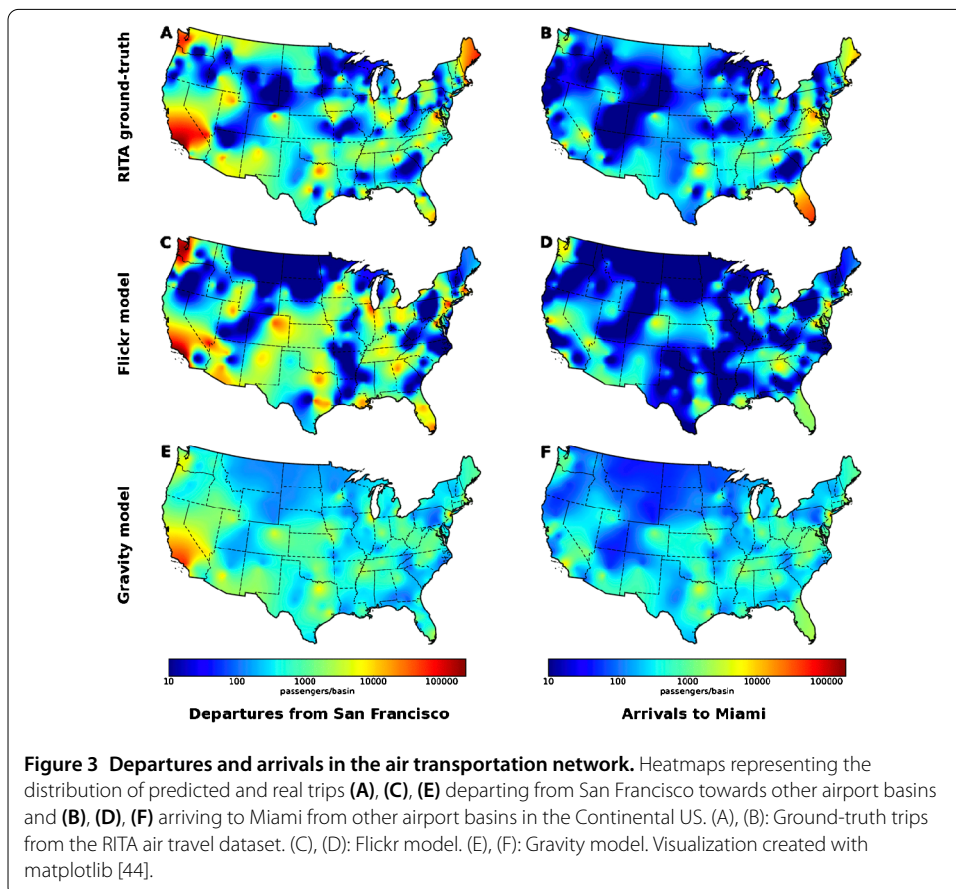 A
B
RITA ground-truth
C
D
Flickr model
E
F
Gravity model
10 100 1000 10000 100000
passengers/basin
10 100 1000 10000 100000
passengers/basin
Departures from San Francisco
Arrivals to Miami
Figure 3 Departures and arrivals in the air transportation network. Heatmaps representing the
distribution of predicted and real trips (A), (C), (E) departing from San Francisco towards other airport basins
and (B), (D), (F) arriving to Miami from other airport basins in the Continental US. (A), (B): Ground-truth trips
from the RITA air travel dataset. (C), (D): Flickr model. (E), (F): Gravity model. Visualization created with
matplotlib [44].